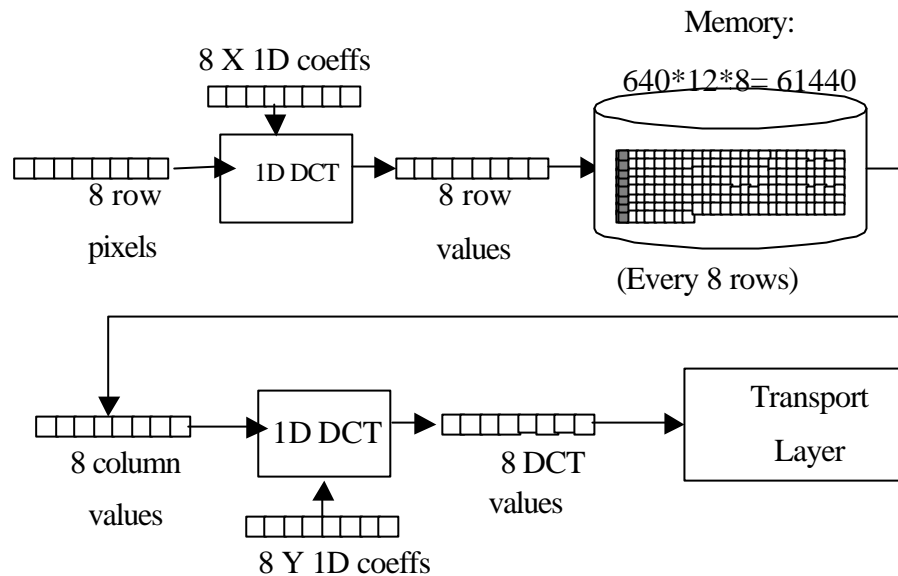 Memory:
8 X 1D coeffs
640*12*8= 61440
1D DCT
8 row
pixels
8 row
values
(Every 8 rows)
1D DCT
Transport
Layer
8 column
values
8 DCT
values
8 Y 1D coeffs